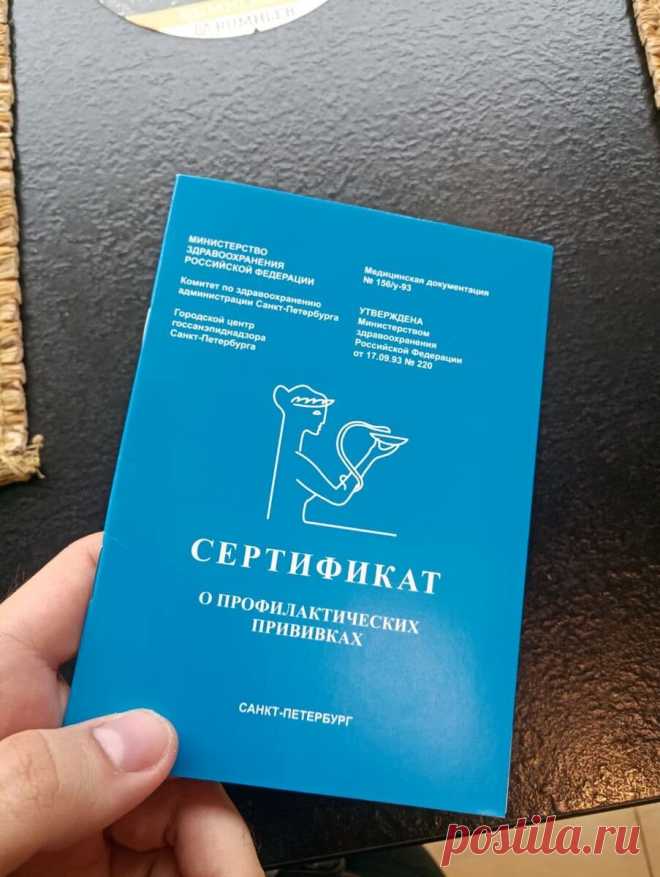 МИНИСТЕРСТВО
ЗДРАВООХРАНЕНИЯ
РОССИЙСКОЙ ФЕДЕРАЦИИ
Комитет по здравоохранению
администрации Санкт-Петербурга
Городской центр
госсанэпиднадзора
Санкт-Петербурга
Медицинская документация
№ 156/у-93
УТВЕРЖДЕНА
Министерством
здравоохранения
Российской Федерации
от 17.09.93 № 220
СЕРТИФИКАТ
О ПРОФИЛАКТИЧЕСКИХ
ПРИВИВКАХ
САНКТ-ПЕТЕРБУРГ
postila.ru